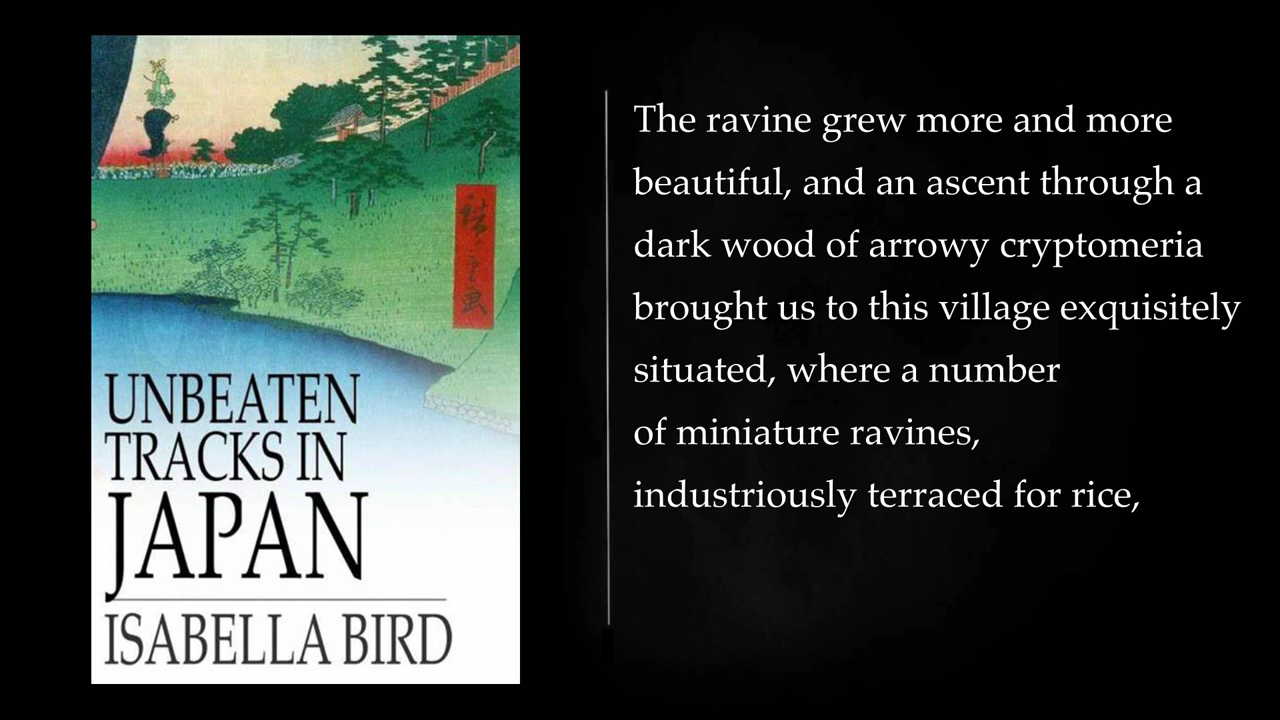 UNBEATEN
TRACKS IN
JAPAN
ISABELLA BIRD
The ravine grew more and more
beautiful, and an ascent through a
dark wood of arrowy cryptomeria
brought us to this village exquisitely
situated, where a number
of miniature ravines,
industriously terraced for rice,